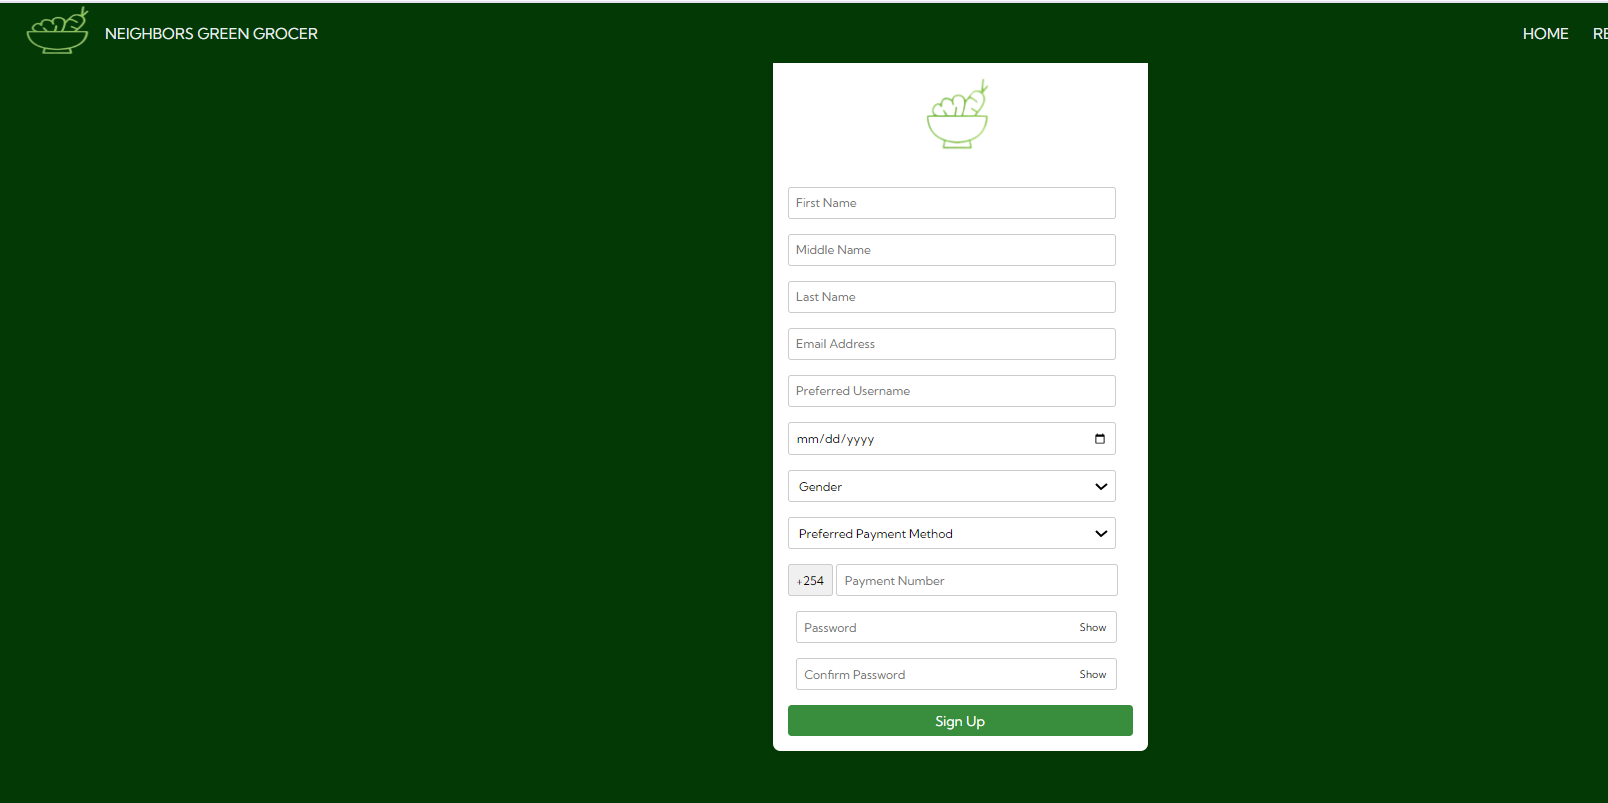 NEIGHBORS GREEN GROCER
HOME
First Name
Middle Name
Last Name
Email Address
Preferred Username
mm/dd/yyyy
Gender
Preferred Payment Method
+254 Payment Number
Password Show
Confirm Password Show
Sign Up